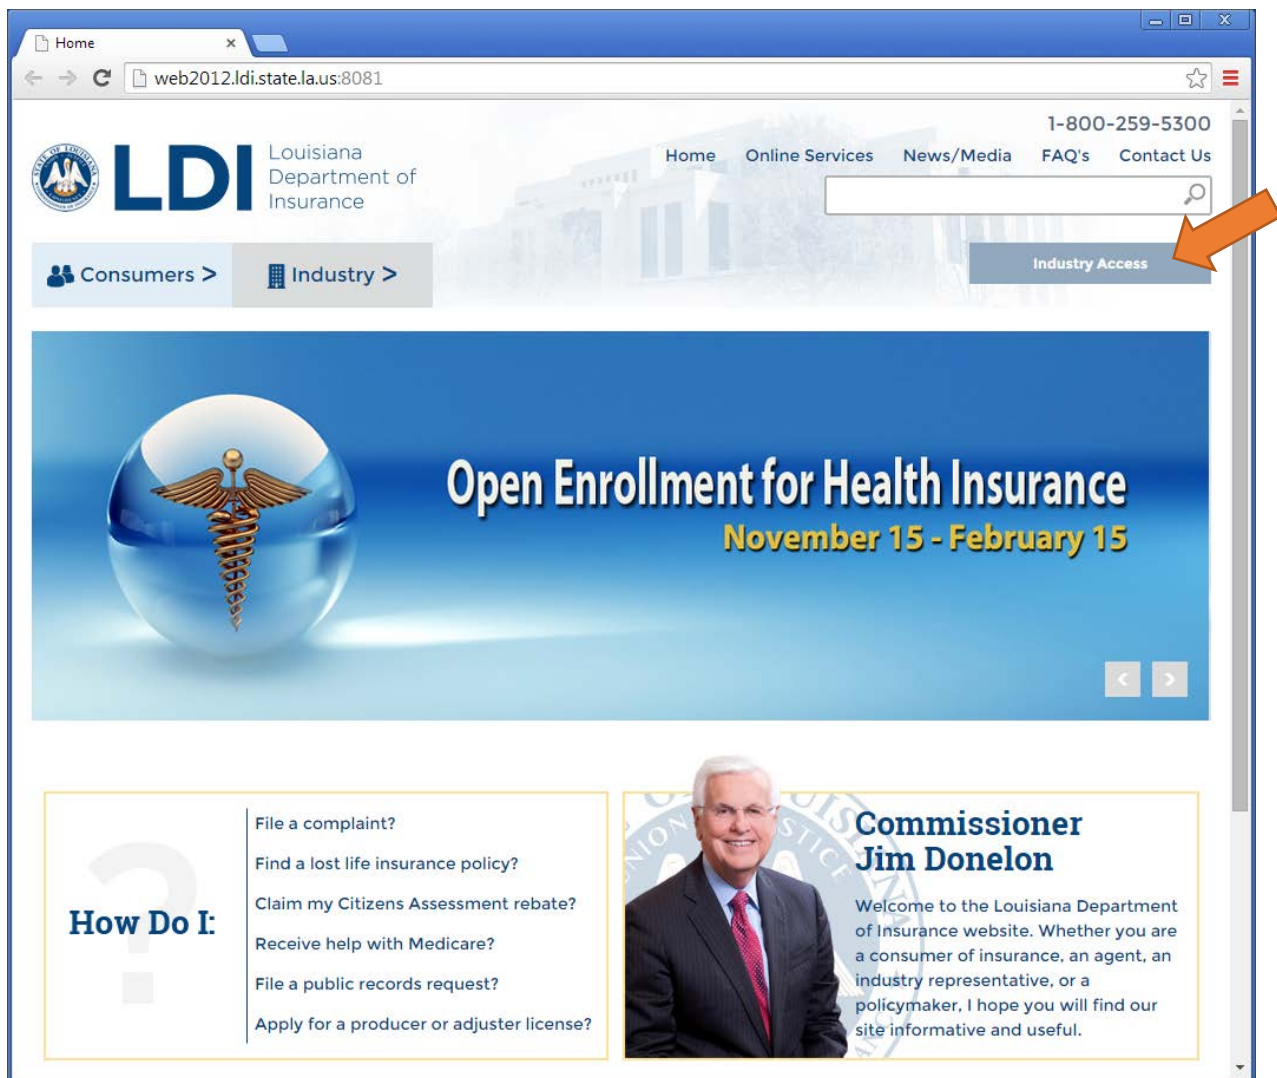 Home
web2012.ldi.state.la.us:8081
1-800-259-5300
Home Online Services News/Media FAQ's Contact Us
LDI
Louisiana
Department of
Insurance
Consumers >
Industry >
Industry Access
Open Enrollment for Health Insurance
November 15 - February 15
How Do I:
File a complaint?
Find a lost life insurance policy?
Claim my Citizens Assessment rebate?
Receive help with Medicare?
File a public records request?
Apply for a producer or adjuster license?
Commissioner
Jim Donelon
Welcome to the Louisiana Department
of Insurance website. Whether you are
a consumer of insurance, an agent, an
industry representative, or a
policymaker, I hope you will find our
site informative and useful.